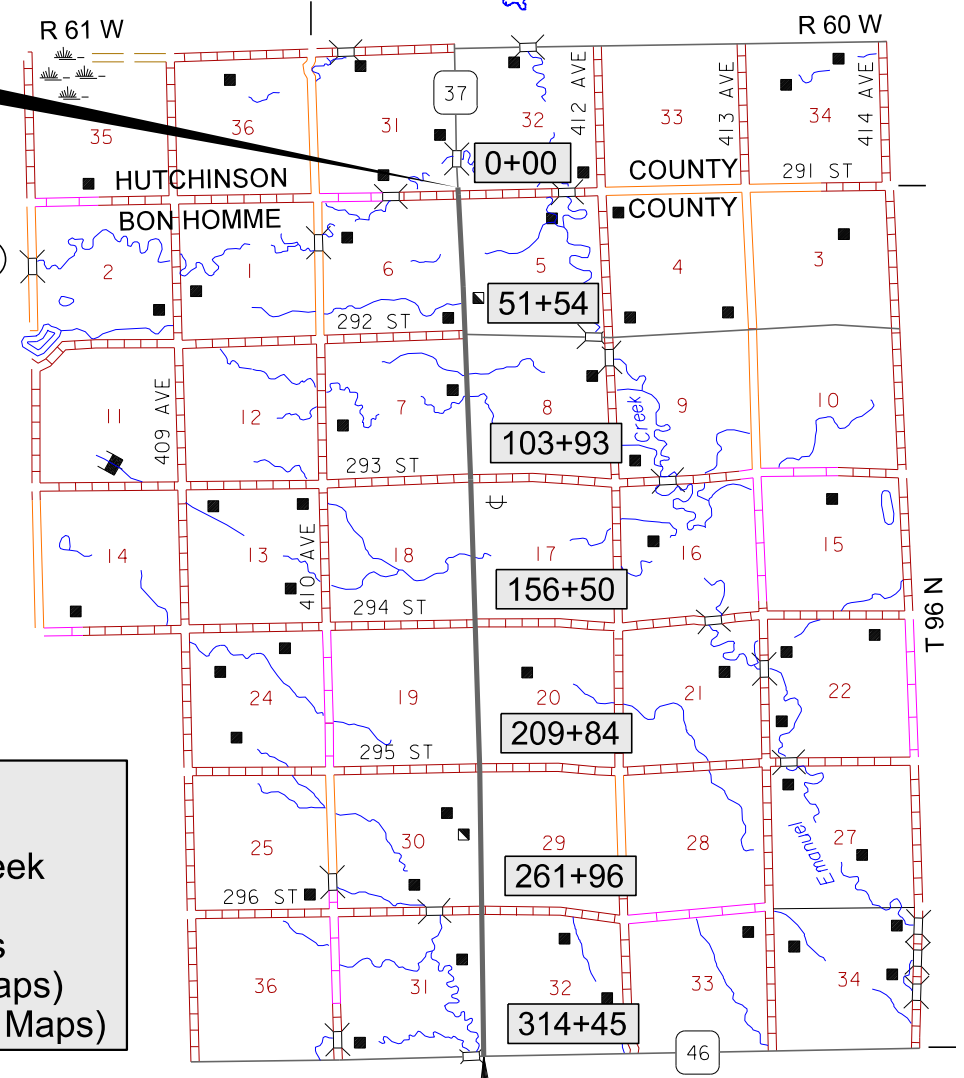 R 61 W
R 60 W
37
412 AVE
413 AVE
414 AVE
35
36
31
32
33
34
0+00
291 ST
HUTCHINSON
COUNTY
BON HOMME
COUNTY
2
1
6
5
4
3
51+54
292 ST
409 AVE
11
12
7
8
9
10
Creek
103+93
293 ST
410 AVE
14
13
18
17
16
15
156+50
294 ST
T 96 N
24
19
20
21
22
209+84
295 ST
25
30
29
28
27
Emanuel
261+96
296 ST
eek
s
aps)
Maps)
36
31
32
33
34
314+45
46